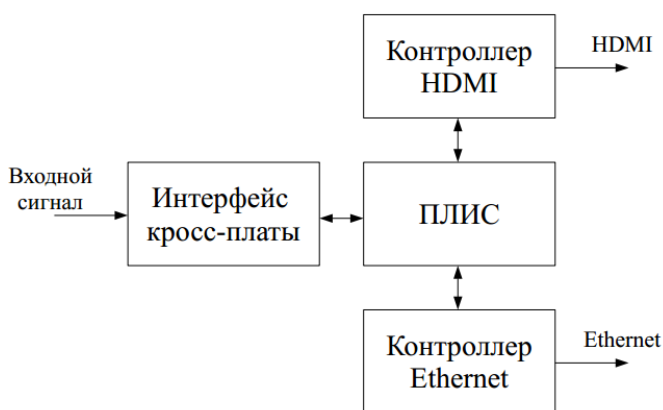 Контроллер
HDMI
HDMI
Входной
сигнал
Интерфейс
кросс-платы
ПЛИС
Контроллер
Ethernet
Ethernet